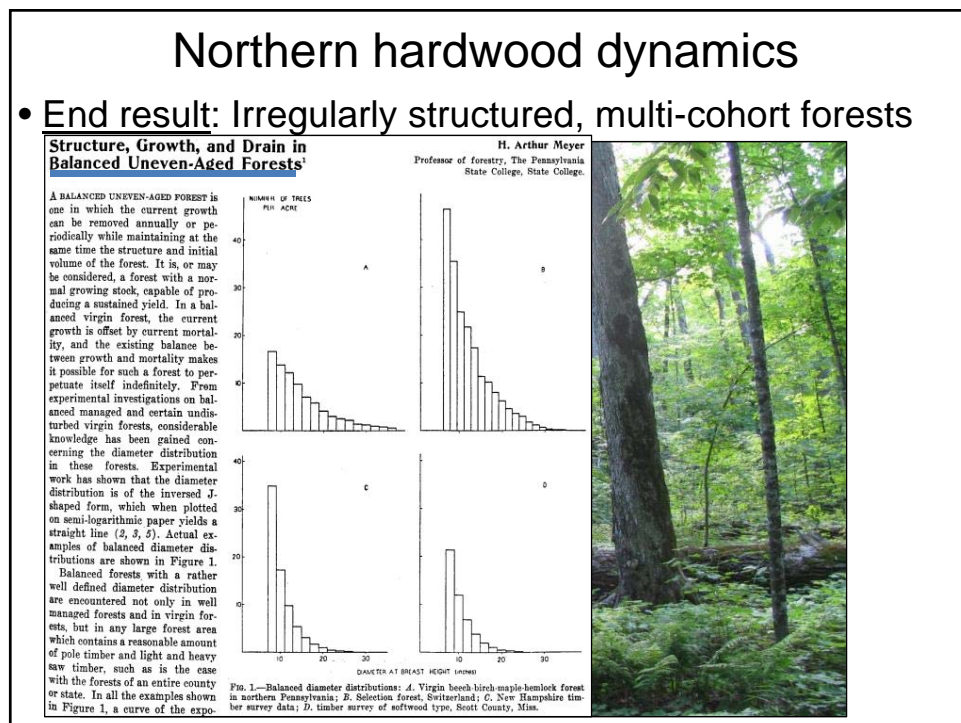 Northern hardwood dynamics
• End result: Irregularly structured, multi-cohort forests
Structure, Growth, and Drain in
Balanced Uneven-Aged Forests¹
H. Arthur Meyer
Professor of forestry, The Pennsylvania
State College, State College.
A BALANCED UNEVEN-AGED FOREST is
one in which the current growth
can be removed annually or pe-
riodically while maintaining at the
same time the structure and initial
volume of the forest. It is, or may
be considered, a forest with a nor-
mal growing stock, capable of pro-
ducing a sustained yield. In a bal-
anced virgin forest, the current
growth is offset by current mortal-
ity, and the existing balance be-
tween growth and mortality makes
it possible for such a forest to per-
petuate itself indefinitely. From
experimental investigations on bal-
anced managed and certain undis-
turbed virgin forests, considerable
knowledge has been gained con-
cerning the diameter distribution
in these forests. Experimental
work has shown that the diameter
distribution is of the inversed J-
shaped form, which when plotted
on semi-logarithmic paper yields a
straight line (2, 3, 5). Actual ex-
amples of balanced diameter dis-
tributions are shown in Figure 1.
Balanced forests with a rather
well defined diameter distribution
are encountered not only in well
managed forests and in virgin for-
ests, but in any large forest area
which contains a reasonable amount
of pole timber and light and heavy
saw timber, such as is the case
with the forests of an entire county
or state. In all the examples shown
in Figure 1, a curve of the expo-
NUMBER OF TREES
PER ACRE
40
A
B
30
20
10
40
C
D
30
20
10
10 20 30 10 20 30
DIAMETER AT BREAST HEIGHT (INCHES)
FIG. 1.—Balanced diameter distributions: A. Virgin beech-birch-maple-hemlock forest
in northern Pennsylvania; B. Selection forest, Switzerland; C. New Hampshire tim-
ber survey data; D. timber survey of softwood type, Scott County, Miss.